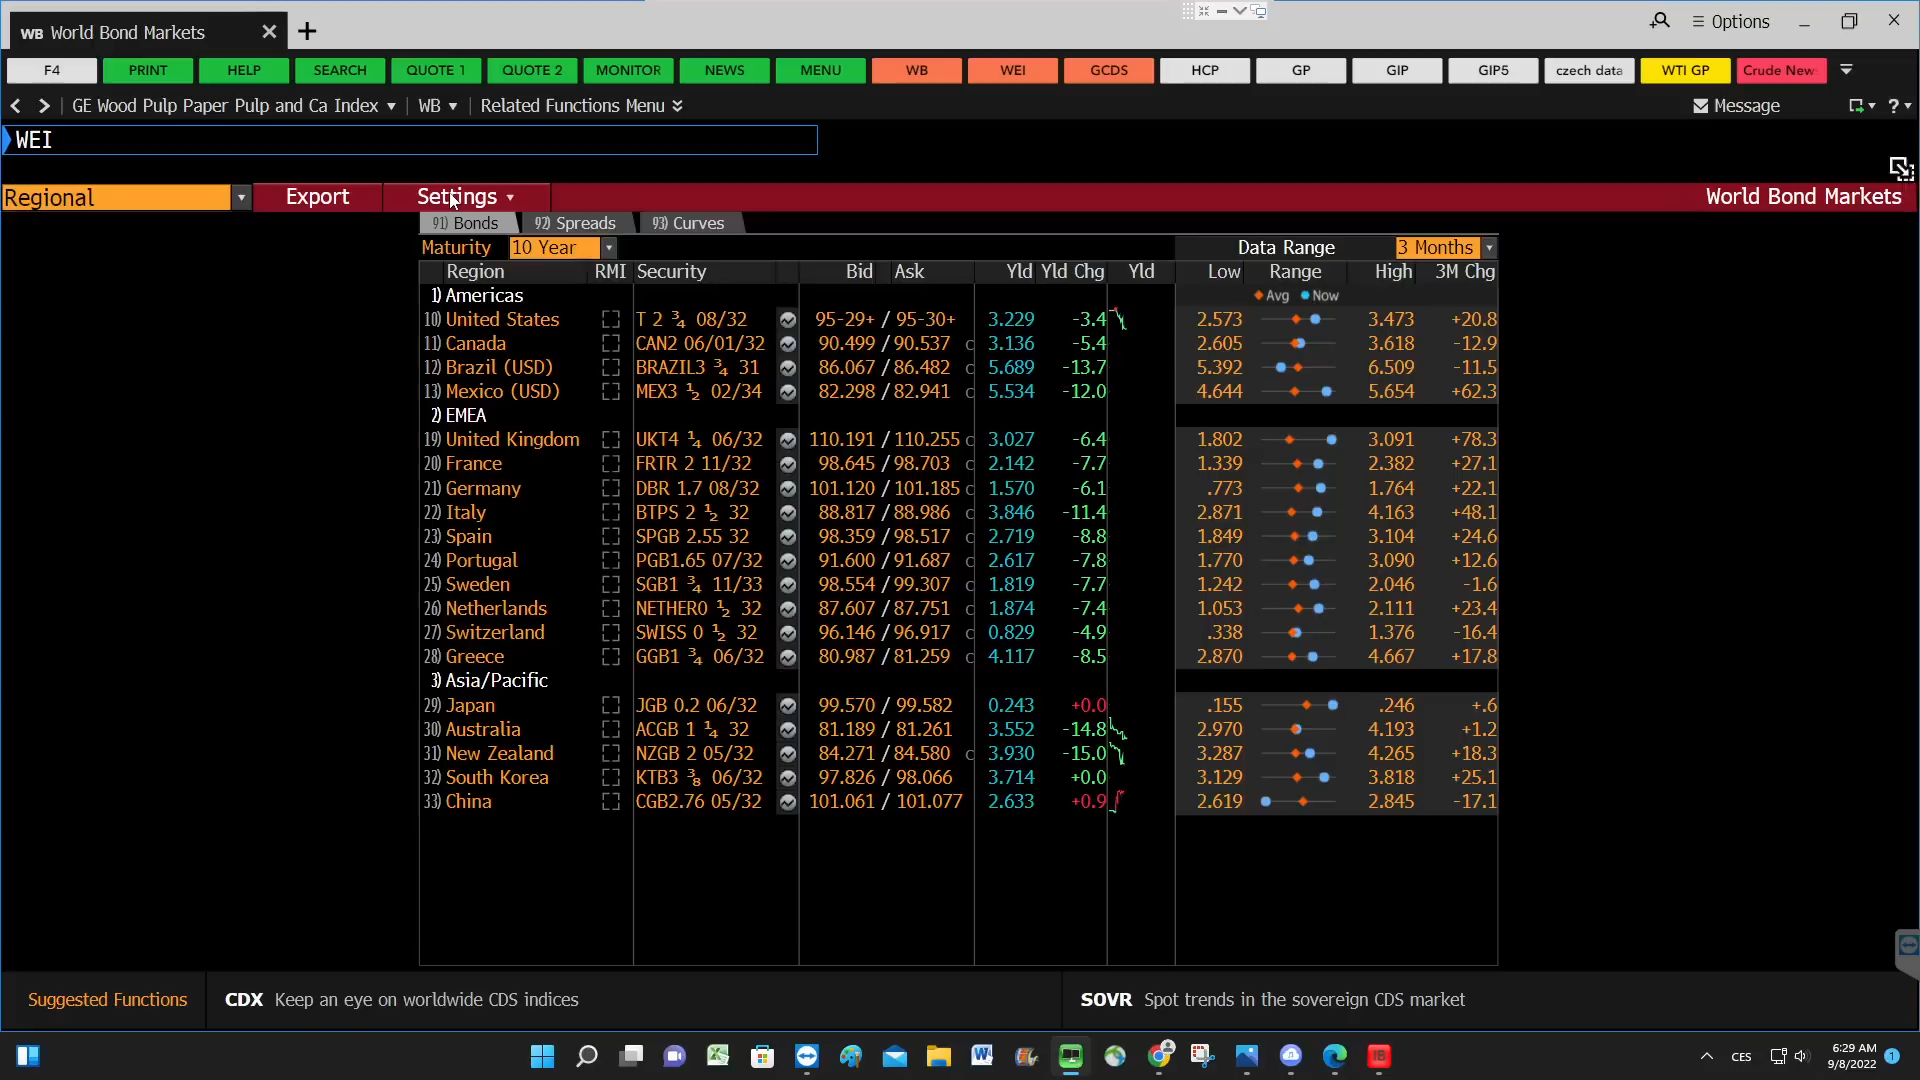 WB World Bond Markets
Options
F4 PRINT HELP SEARCH QUOTE 1 QUOTE 2 MONITOR NEWS MENU WB WEI GCDS HCP GP GIP GIP5 czech data WTI GP Crude New
GE Wood Pulp Paper Pulp and Ca Index WB Related Functions Menu Message ?
WEI
Regional Export Settings World Bond Markets
91) Bonds 92) Spreads 93) Curves
Maturity 10 Year Data Range 3 Months
Region RMI Security Bid Ask Yld Yld Chg Yld Low Range High 3M Chg
1) Americas Avg Now
10) United States T 2 ¾ 08/32 95-29+ / 95-30+ 3.229 -3.4 2.573 3.473 +20.8
11) Canada CAN2 06/01/32 90.499 / 90.537 c 3.136 -5.4 2.605 3.618 -12.9
12) Brazil (USD) BRAZIL3 ¾ 31 86.067 / 86.482 c 5.689 -13.7 5.392 6.509 -11.5
13) Mexico (USD) MEX3 ½ 02/34 82.298 / 82.941 c 5.534 -12.0 4.644 5.654 +62.3
2) EMEA
19) United Kingdom UKT4 ¼ 06/32 110.191 / 110.255 c 3.027 -6.4 1.802 3.091 +78.3
20) France FRTR 2 11/32 98.645 / 98.703 c 2.142 -7.7 1.339 2.382 +27.1
21) Germany DBR 1.7 08/32 101.120 / 101.185 c 1.570 -6.1 .773 1.764 +22.1
22) Italy BTPS 2 ½ 32 88.817 / 88.986 c 3.846 -11.4 2.871 4.163 +48.1
23) Spain SPGB 2.55 32 98.359 / 98.517 c 2.719 -8.8 1.849 3.104 +24.6
24) Portugal PGB1.65 07/32 91.600 / 91.687 c 2.617 -7.8 1.770 3.090 +12.6
25) Sweden SGB1 ¾ 11/33 98.554 / 99.307 c 1.819 -7.7 1.242 2.046 -1.6
26) Netherlands NETHER0 ½ 32 87.607 / 87.751 c 1.874 -7.4 1.053 2.111 +23.4
27) Switzerland SWISS 0 ½ 32 96.146 / 96.917 c 0.829 -4.9 .338 1.376 -16.4
28) Greece GGB1 ¾ 06/32 80.987 / 81.259 c 4.117 -8.5 2.870 4.667 +17.8
3) Asia/Pacific
29) Japan JGB 0.2 06/32 99.570 / 99.582 0.243 +0.0 .155 .246 +.6
30) Australia ACGB 1 ¼ 32 81.189 / 81.261 3.552 -14.8 2.970 4.193 +1.2
31) New Zealand NZGB 2 05/32 84.271 / 84.580 c 3.930 -15.0 3.287 4.265 +18.3
32) South Korea KTB3 ⅜ 06/32 97.826 / 98.066 3.714 +0.0 3.129 3.818 +25.1
33) China CGB2.76 05/32 101.061 / 101.077 2.633 +0.9 2.619 2.845 -17.1
Suggested Functions CDX Keep an eye on worldwide CDS indices SOVR Spot trends in the sovereign CDS market
CES 6:29 AM
9/8/2022 1